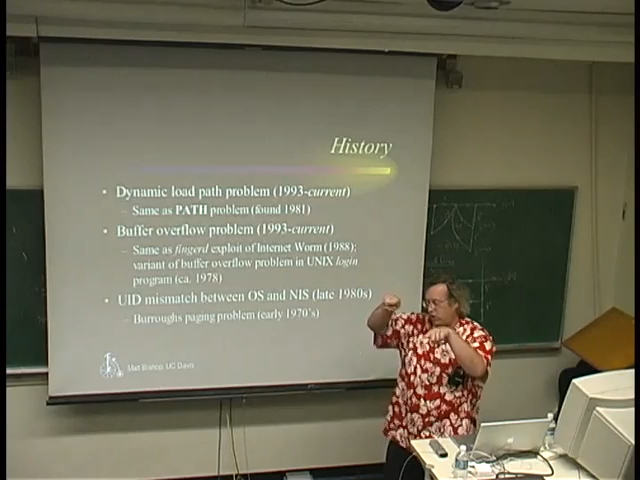 History
• Dynamic load path problem (1993-current)
– Same as PATH problem (found 1981)
• Buffer overflow problem (1993-current)
– Same as fingerd exploit of Internet Worm (1988);
variant of buffer overflow problem in UNIX login
program (ca. 1978)
• UID mismatch between OS and NIS (late 1980s)
– Burroughs paging problem (early 1970's)
Matt Bishop, UC Davis